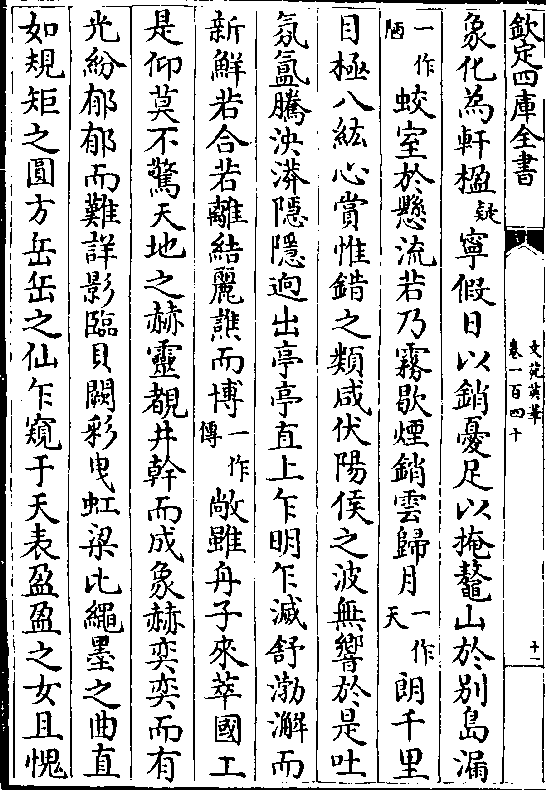 欽定四庫全書
文苑英華
卷一百四十
十一
象化為軒楹疑寧假日以銷憂足以掩鼇山於別島漏
一作陋蛟室於懸流若乃霧歇煙銷雲歸月一作天朗千里
目極八紘心賞惟錯之類咸伏陽侯之波無響於是吐
氛氲騰泱漭隱隱逈出亭亭直上乍明乍滅舒渤澥而
新鮮若合若離結麗譙而博一作傳敞雖舟子來萃國工
是仰莫不驚天地之赫靈覩井幹而成象赫奕奕而有
光紛郁郁而難詳影臨貝闕彩曳虹梁比繩墨之曲直
如規矩之圓方岳岳之仙乍窺于天表盈盈之女且愧